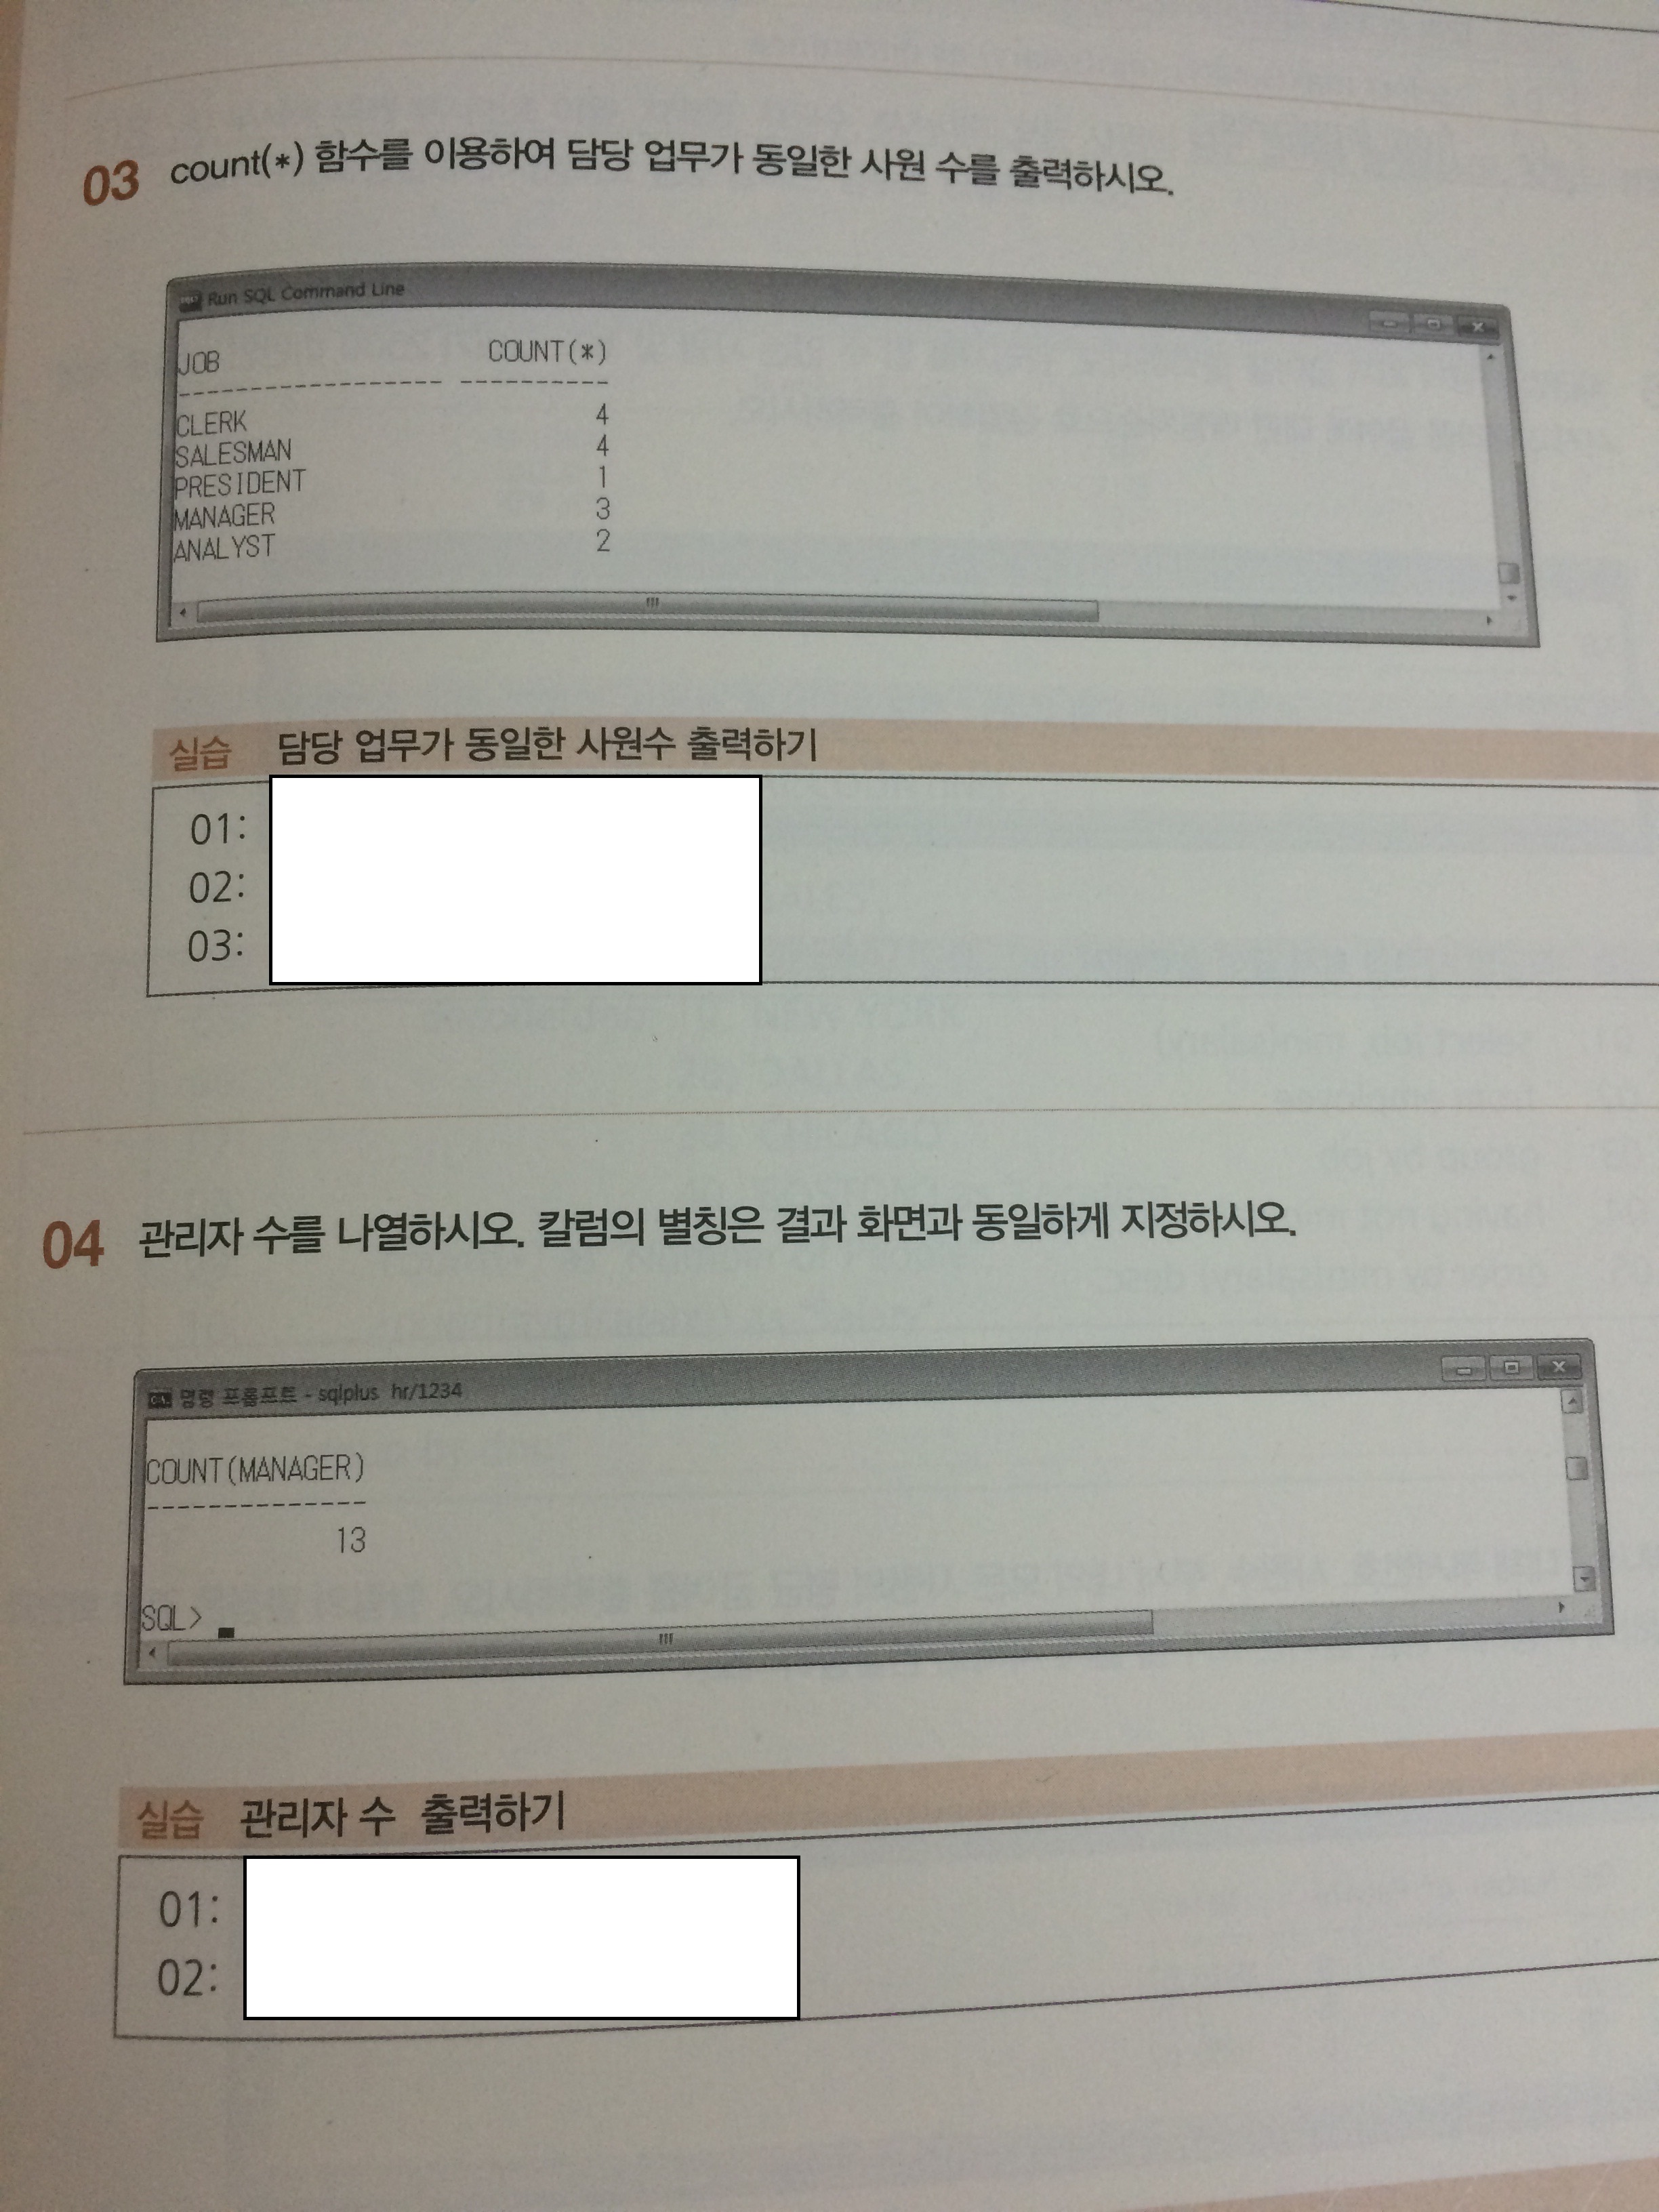 03 count(*) 함수를 이용하여 담당 업무가 동일한 사원 수를 출력하시오.
Run SQL Command Line
JOB COUNT(*)
------------------ ----------
CLERK 4
SALESMAN 4
PRESIDENT 1
MANAGER 3
ANALYST 2
실습 담당 업무가 동일한 사원수 출력하기
01:
02:
03:
04 관리자 수를 나열하시오. 칼럼의 별칭은 결과 화면과 동일하게 지정하시오.
명령 프롬프트 - sqlplus hr/1234
COUNT(MANAGER)
--------------
13
SQL>
실습 관리자 수 출력하기
01:
02: